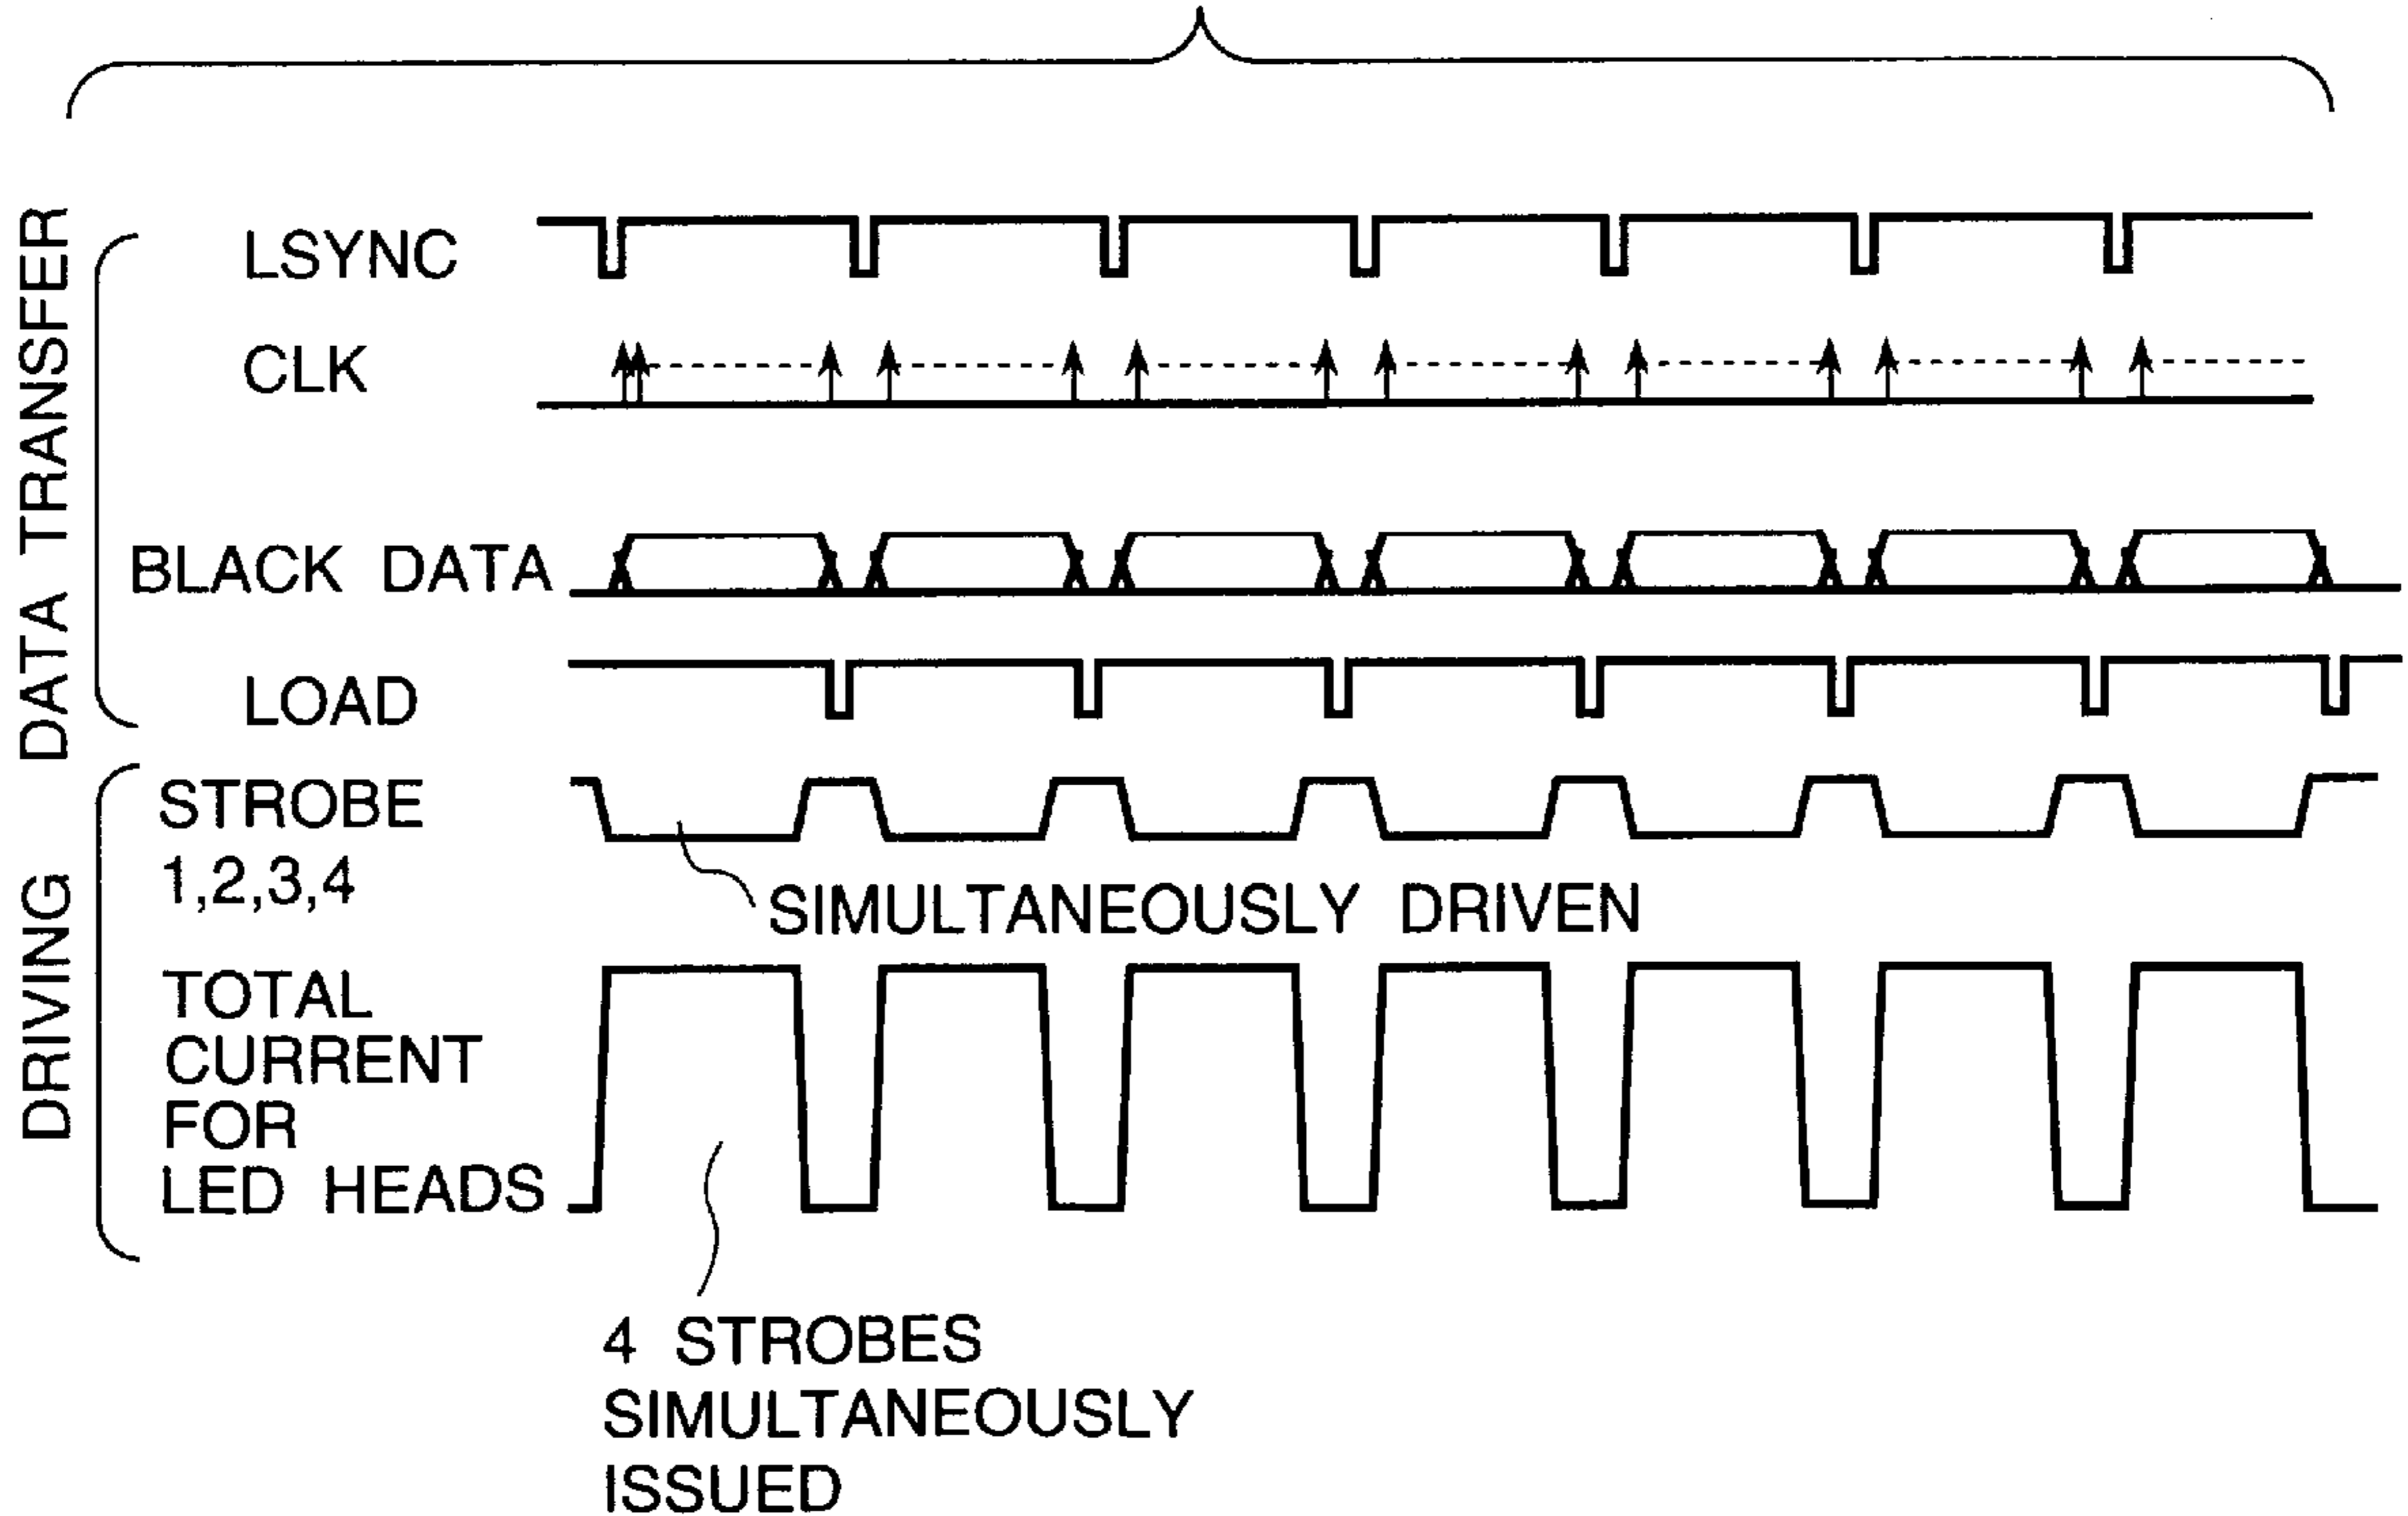 DATA TRANSFER
LSYNC
CLK
BLACK DATA
LOAD
DRIVING
STROBE
1,2,3,4
SIMULTANEOUSLY DRIVEN
TOTAL
CURRENT
FOR
LED HEADS
4 STROBES
SIMULTANEOUSLY
ISSUED